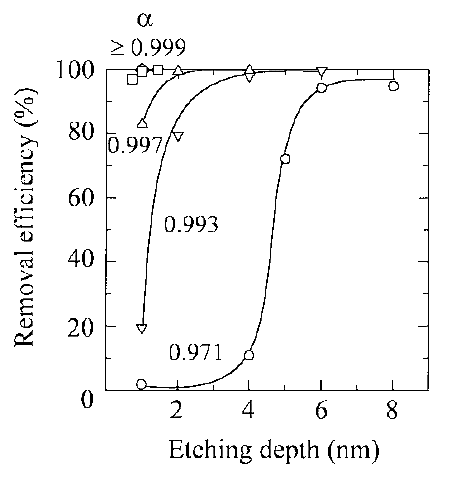 α
≥ 0.999
100
80
60
40
20
0
0.997
0.993
0.971
2 4 6 8
Removal efficiency (%)
Etching depth (nm)